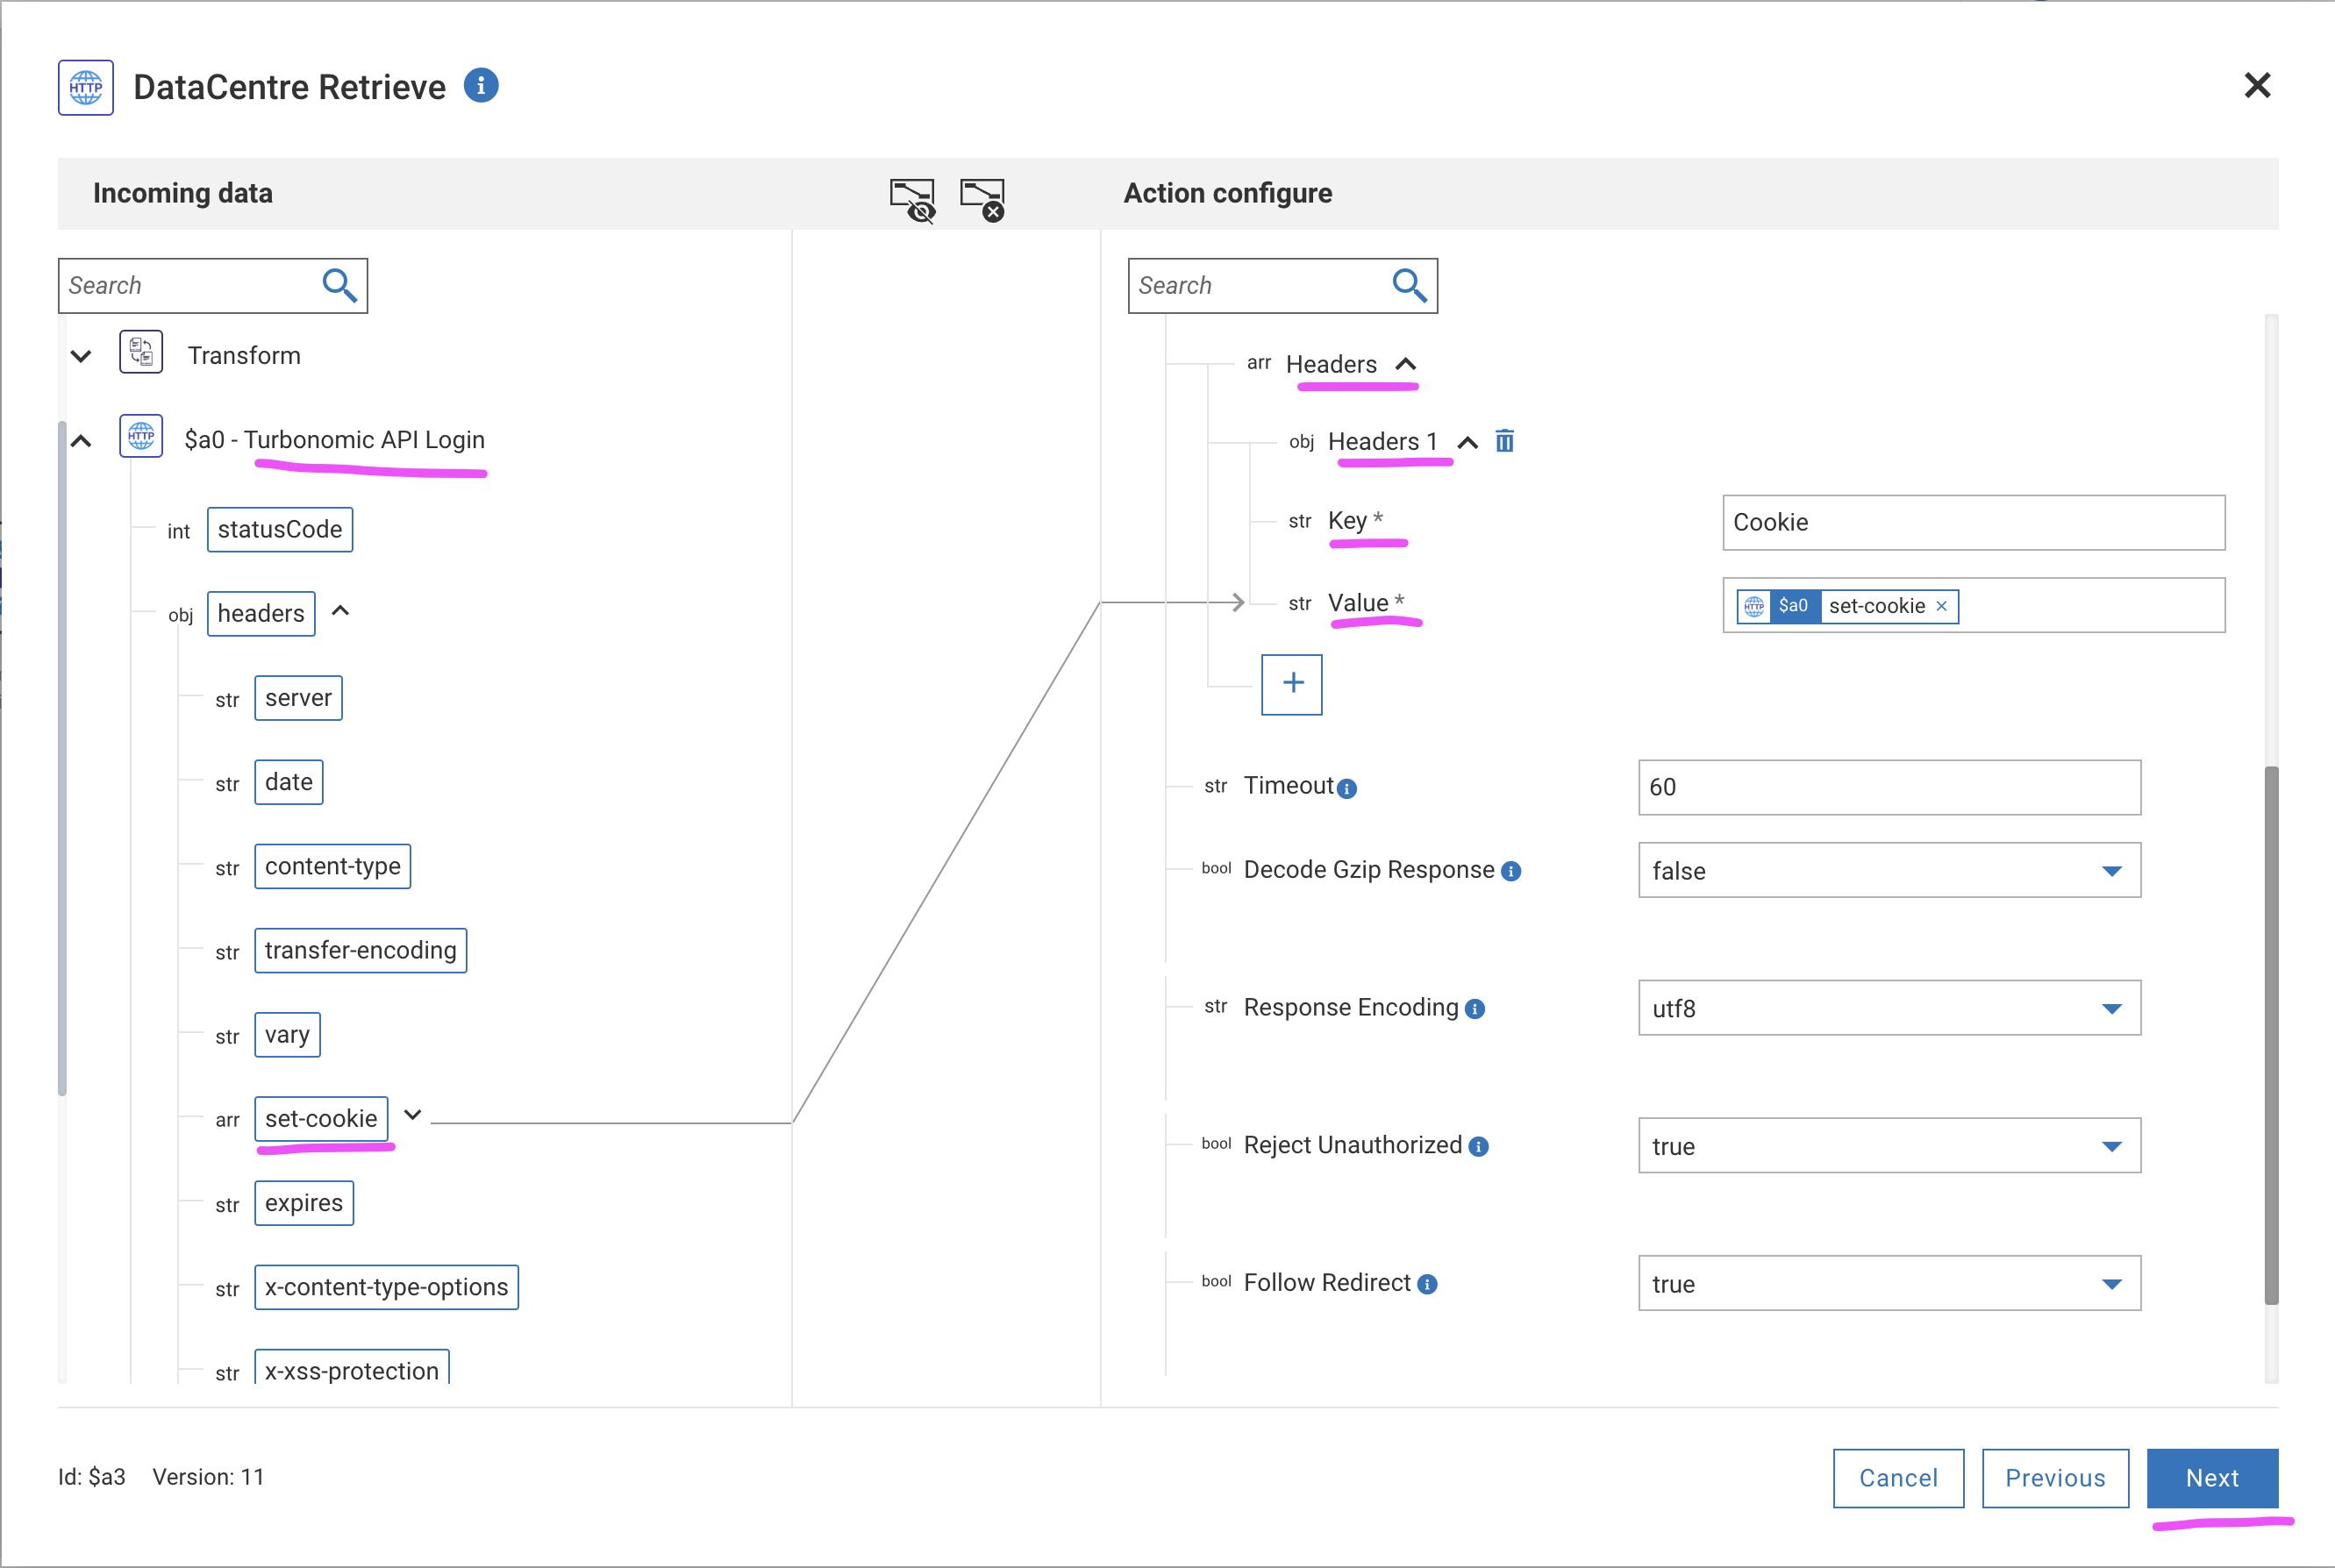 HTTP DataCentre Retrieve i
Incoming data
Action configure
Search
Search
Transform
HTTP $a0 - Turbonomic API Login
int statusCode
obj headers
str server
str date
str content-type
str transfer-encoding
str vary
arr set-cookie
str expires
str x-content-type-options
str x-xss-protection
arr Headers
obj Headers 1
str Key * Cookie
str Value * HTTP $a0 set-cookie ×
+
str Timeout i 60
bool Decode Gzip Response i false
str Response Encoding i utf8
bool Reject Unauthorized i true
bool Follow Redirect i true
Id: $a3 Version: 11
Cancel Previous Next